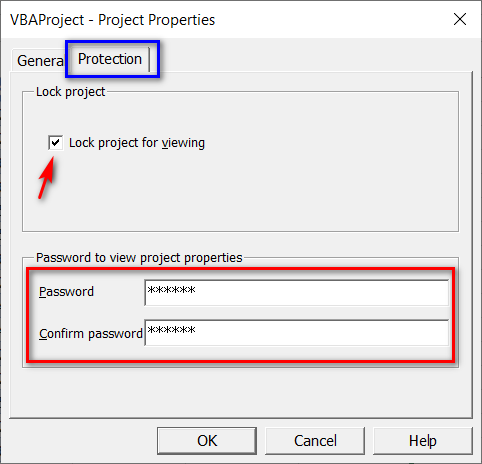 VBAProject - Project Properties
General
Protection
Lock project
Lock project for viewing
Password to view project properties
Password
******
Confirm password
******
OK
Cancel
Help